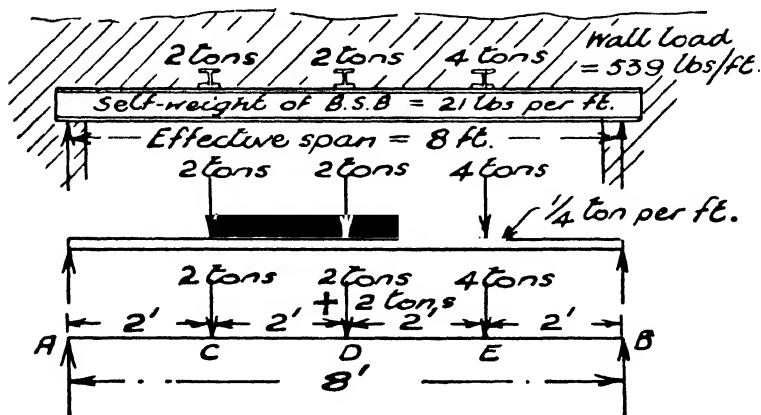 2 tons 2 tons 4 tons
Wall load
= 539 lbs/ft.
Self-weight of B.S.B = 21 lbs per ft.
Effective span = 8 ft.
2 tons 2 tons 4 tons
1/4 ton per ft.
2 tons 2 tons 4 tons
+ 2 tons
2' 2' 2' 2'
A C D E B
8'